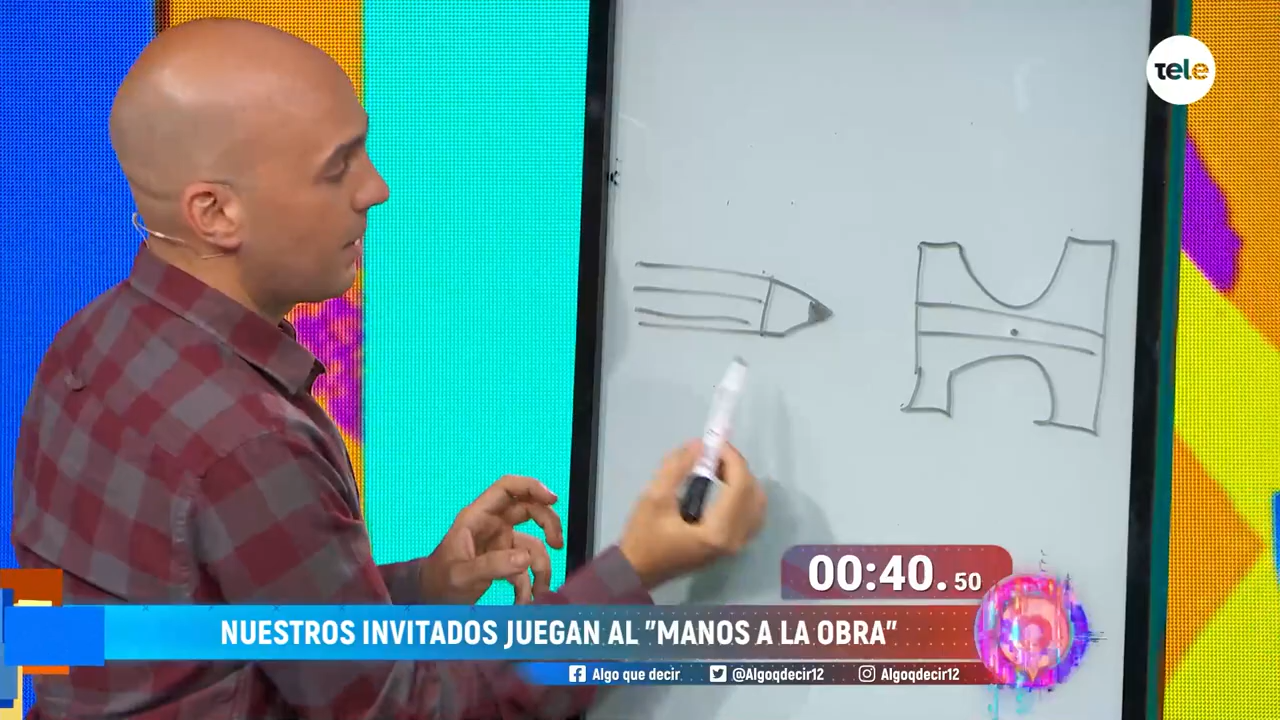 tele
00:40.50
NUESTROS INVITADOS JUEGAN AL "MANOS A LA OBRA"
Algo que decir @Algoqdecir12 Algoqdecir12